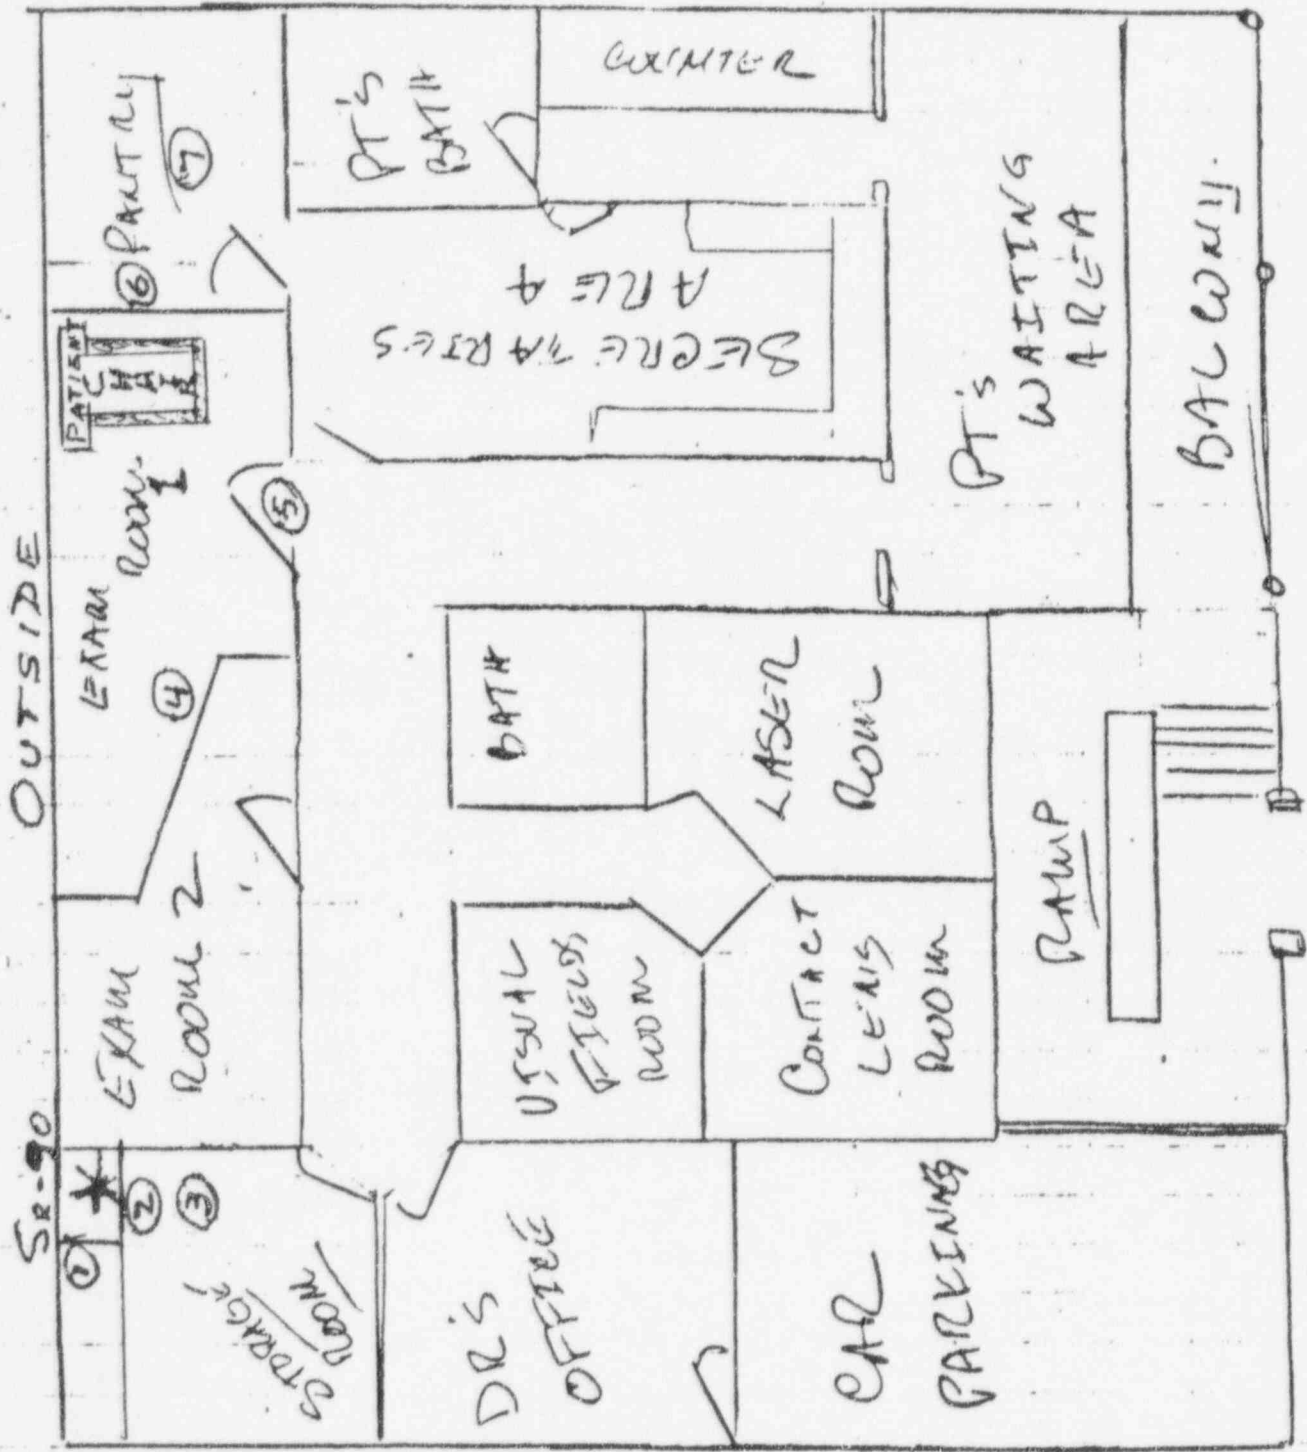 OUTSIDE
SR-90
①
②
③
STORAGE
ROOM
EXAM
ROOM 2
④
EXAM
ROOM 1
⑤
PATIENT
CHAIR
⑥
PANTRY
⑦
PT'S
BATH
COUNTER
SECRETARIES
AREA
PT'S
WAITING
AREA
BALCONY
BATH
LASER
ROOM
VISUAL
FIELDS
ROOM
CONTACT
LENS
ROOM
RAMP
DR'S
OFFICE
CAR
PARKING